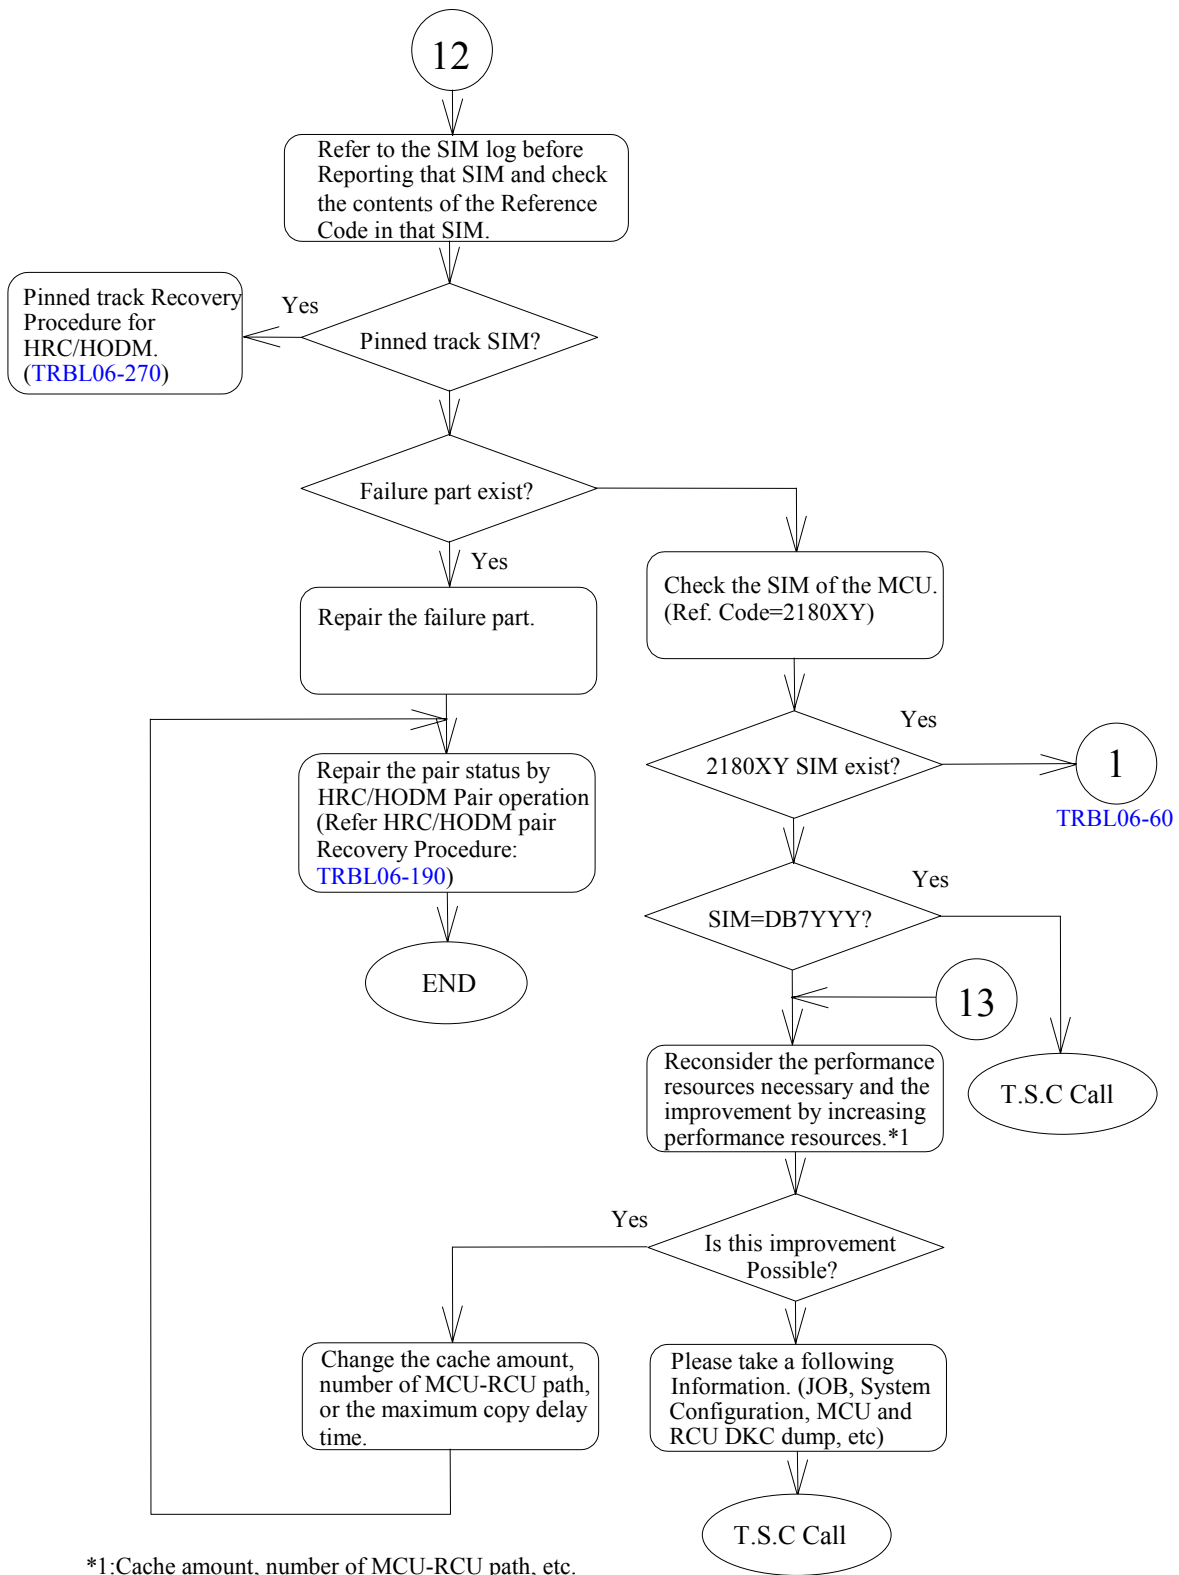 12
Refer to the SIM log before
Reporting that SIM and check
the contents of the Reference
Code in that SIM.
Pinned track Recovery
Procedure for
HRC/HODM.
(TRBL06-270)
Yes
Pinned track SIM?
Failure part exist?
Yes
Repair the failure part.
Check the SIM of the MCU.
(Ref. Code=2180XY)
Yes
2180XY SIM exist?
1
TRBL06-60
Repair the pair status by
HRC/HODM Pair operation
(Refer HRC/HODM pair
Recovery Procedure:
TRBL06-190)
Yes
SIM=DB7YYY?
END
13
Reconsider the performance
resources necessary and the
improvement by increasing
performance resources.*1
T.S.C Call
Yes
Is this improvement
Possible?
Change the cache amount,
number of MCU-RCU path,
or the maximum copy delay
time.
Please take a following
Information. (JOB, System
Configuration, MCU and
RCU DKC dump, etc)
T.S.C Call
*1:Cache amount, number of MCU-RCU path, etc.